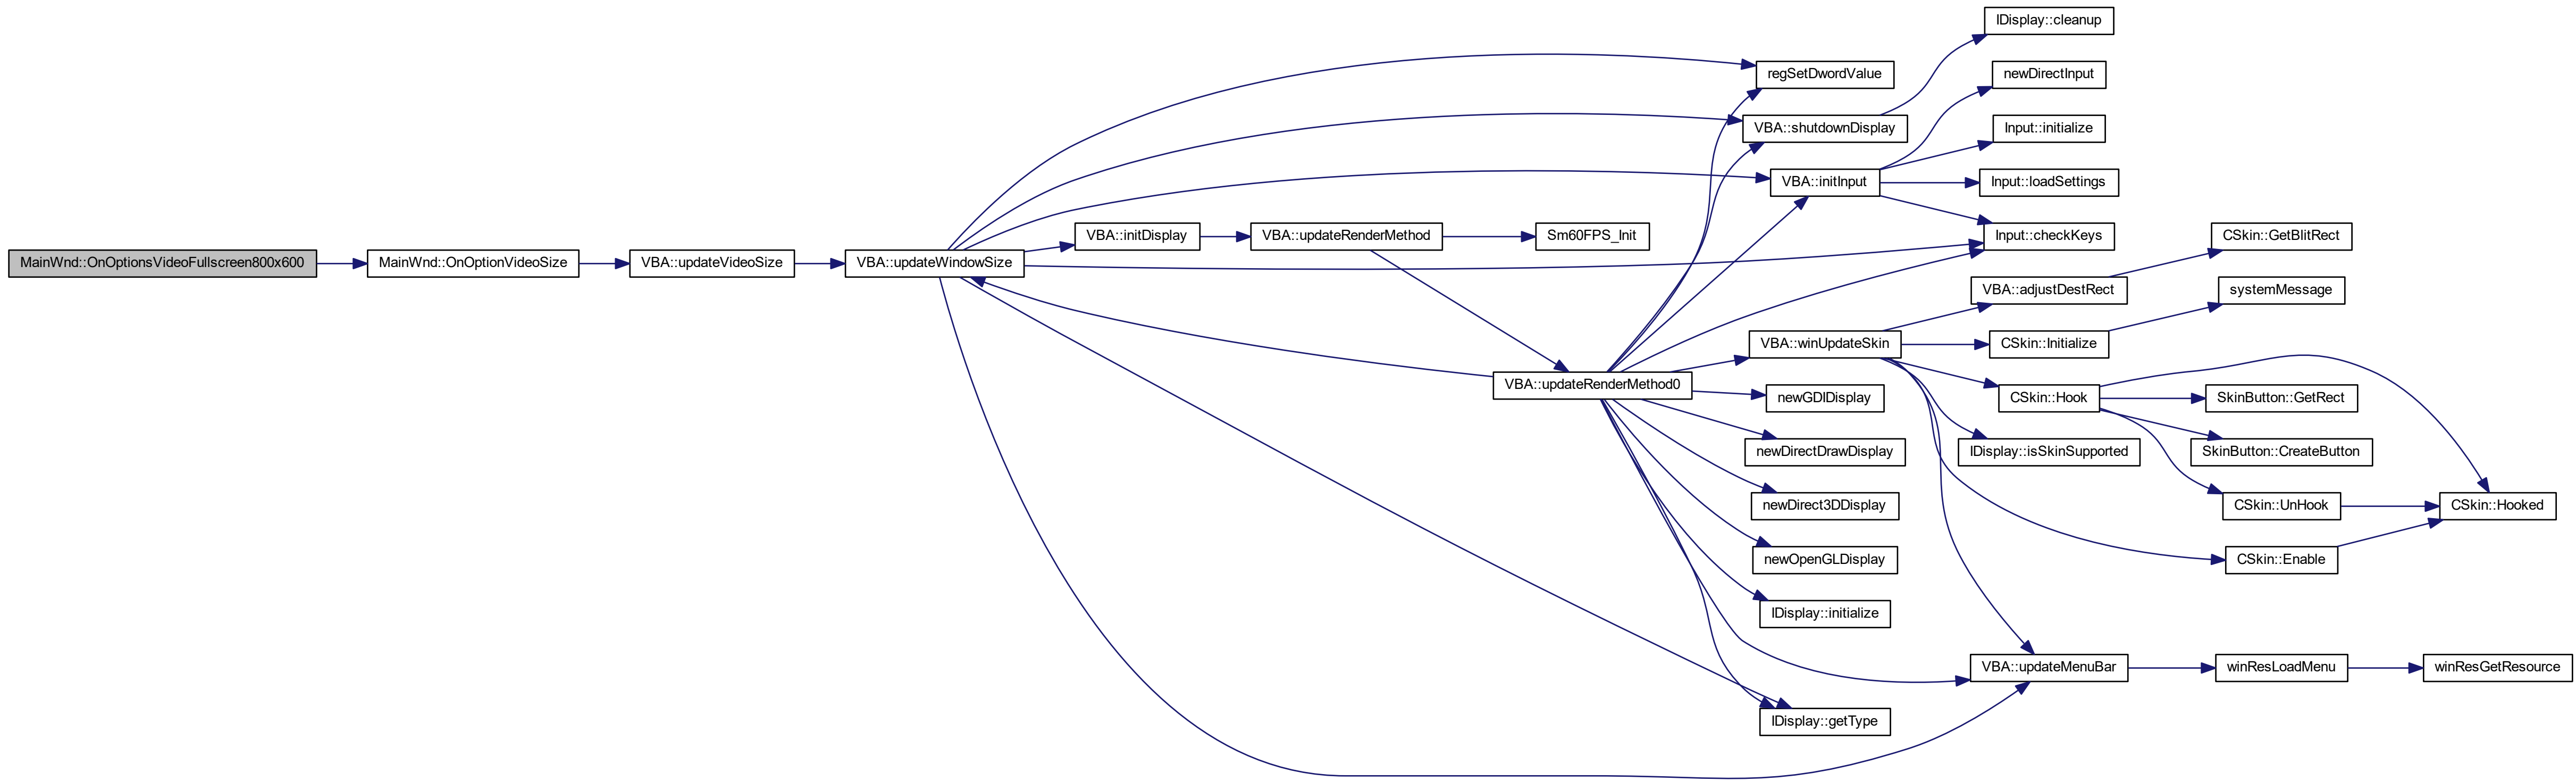 MainWnd::OnOptionsVideoFullscreen800x600
MainWnd::OnOptionVideoSize
VBA::updateVideoSize
VBA::updateWindowSize
VBA::initDisplay
VBA::updateRenderMethod
Sm60FPS_Init
VBA::updateRenderMethod0
regSetDwordValue
VBA::shutdownDisplay
VBA::initInput
VBA::winUpdateSkin
newGDIDisplay
newDirectDrawDisplay
newDirect3DDisplay
newOpenGLDisplay
IDisplay::initialize
IDisplay::getType
IDisplay::cleanup
newDirectInput
Input::initialize
Input::loadSettings
Input::checkKeys
VBA::adjustDestRect
CSkin::Initialize
CSkin::Hook
IDisplay::isSkinSupported
VBA::updateMenuBar
CSkin::GetBlitRect
systemMessage
SkinButton::GetRect
SkinButton::CreateButton
CSkin::UnHook
CSkin::Enable
winResLoadMenu
CSkin::Hooked
winResGetResource